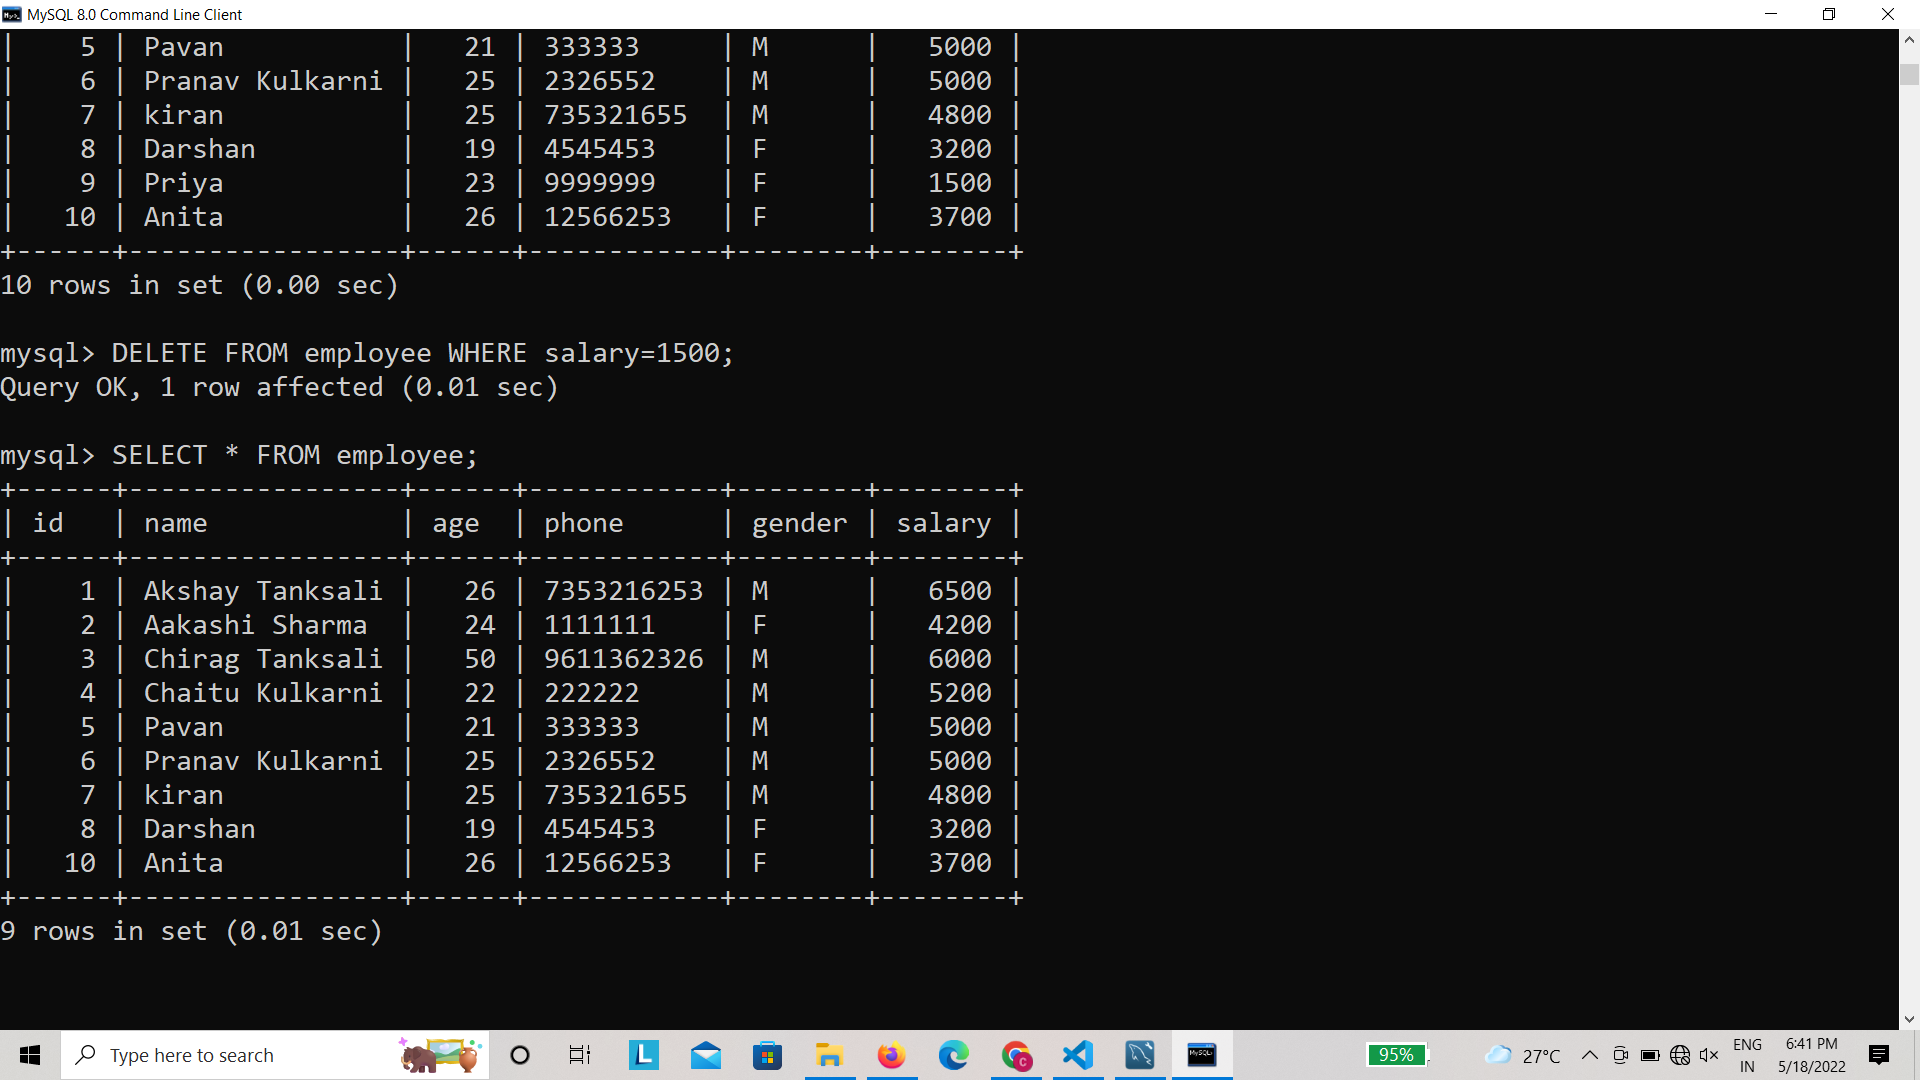 MySQL 8.0 Command Line Client
|    5 | Pavan           |   21 | 333333     | M      |   5000 |
|    6 | Pranav Kulkarni |   25 | 2326552    | M      |   5000 |
|    7 | kiran           |   25 | 735321655  | M      |   4800 |
|    8 | Darshan         |   19 | 4545453    | F      |   3200 |
|    9 | Priya           |   23 | 9999999    | F      |   1500 |
|   10 | Anita           |   26 | 12566253   | F      |   3700 |
+------+-----------------+------+------------+--------+--------+
10 rows in set (0.00 sec)
mysql> DELETE FROM employee WHERE salary=1500;
Query OK, 1 row affected (0.01 sec)
mysql> SELECT * FROM employee;
+------+-----------------+------+------------+--------+--------+
| id   | name            | age  | phone      | gender | salary |
+------+-----------------+------+------------+--------+--------+
|    1 | Akshay Tanksali |   26 | 7353216253 | M      |   6500 |
|    2 | Aakashi Sharma  |   24 | 1111111    | F      |   4200 |
|    3 | Chirag Tanksali |   50 | 9611362326 | M      |   6000 |
|    4 | Chaitu Kulkarni |   22 | 222222     | M      |   5200 |
|    5 | Pavan           |   21 | 333333     | M      |   5000 |
|    6 | Pranav Kulkarni |   25 | 2326552    | M      |   5000 |
|    7 | kiran           |   25 | 735321655  | M      |   4800 |
|    8 | Darshan         |   19 | 4545453    | F      |   3200 |
|   10 | Anita           |   26 | 12566253   | F      |   3700 |
+------+-----------------+------+------------+--------+--------+
9 rows in set (0.01 sec)
Type here to search
L
C
MySQL
95%
27°C
ENG
IN
6:41 PM
5/18/2022